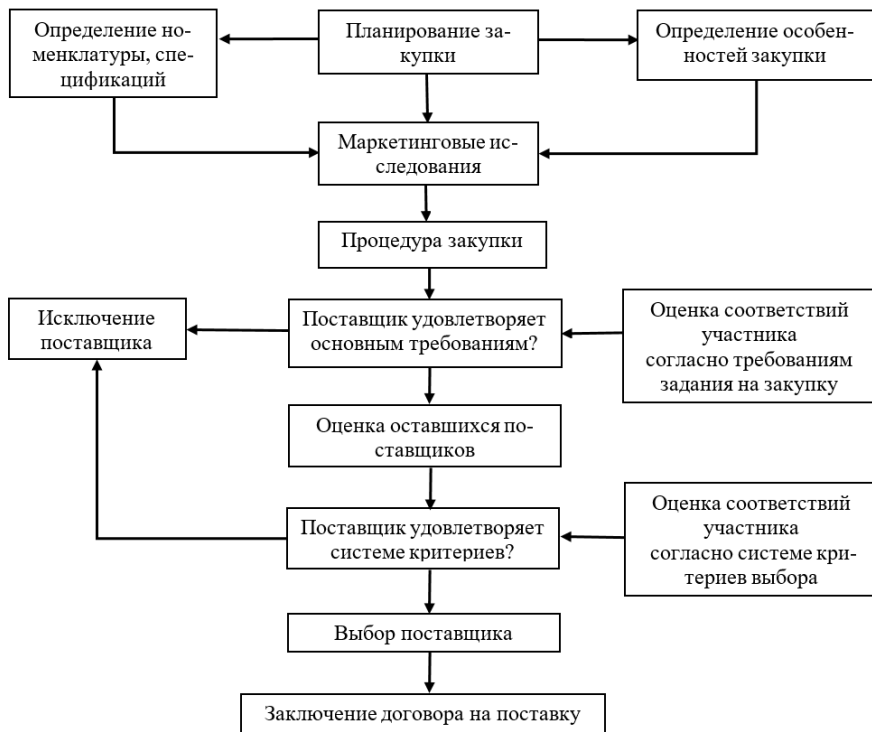 Определение но-
менклатуры, спе-
цификаций
Планирование за-
купки
Определение особен-
ностей закупки
Маркетинговые ис-
следования
Процедура закупки
Исключение
поставщика
Поставщик удовлетворяет
основным требованиям?
Оценка соответствий
участника
согласно требованиям
задания на закупку
Оценка оставшихся по-
ставщиков
Поставщик удовлетворяет
системе критериев?
Оценка соответствий
участника
согласно системе кри-
териев выбора
Выбор поставщика
Заключение договора на поставку